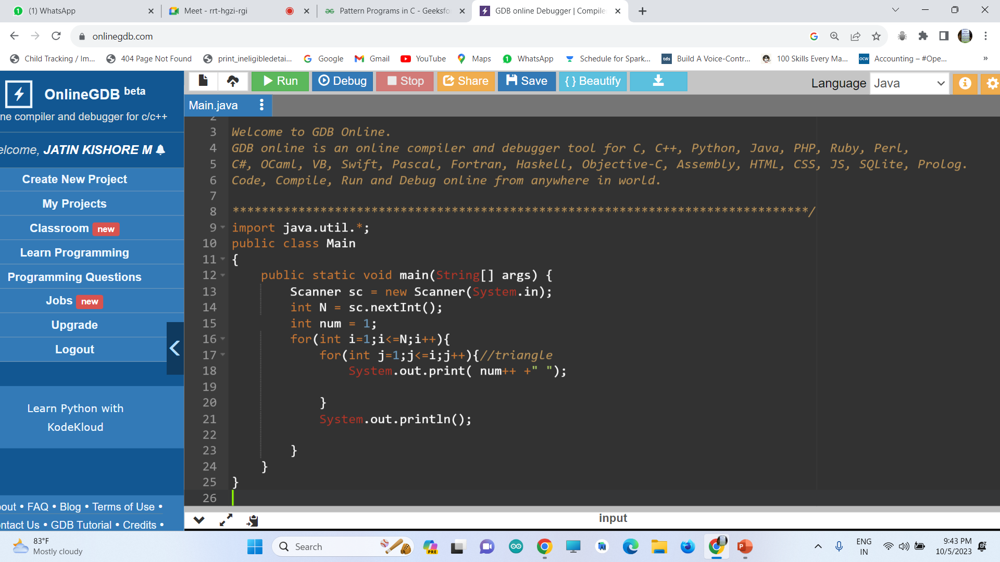 (1) WhatsApp
Meet - rrt-hgzi-rgi
Pattern Programs in C - Geeksfo
GDB online Debugger | Compile
onlinegdb.com
Child Tracking / Im...
404 Page Not Found
print_ineligibledetai...
Google
Gmail
YouTube
Maps
WhatsApp
Schedule for Spark...
tds Build A Voice-Contr...
100 Skills Every Ma...
ocw Accounting – #Ope...
»
OnlineGDB beta
ne compiler and debugger for c/c++
elcome, JATIN KISHORE M
Create New Project
My Projects
Classroom new
Learn Programming
Programming Questions
Jobs new
Upgrade
Logout
Learn Python with
KodeKloud
out • FAQ • Blog • Terms of Use •
ntact Us • GDB Tutorial • Credits •
Run
Debug
Stop
Share
Save
{ } Beautify
Language Java
Main.java
2
3 Welcome to GDB Online.
4 GDB online is an online compiler and debugger tool for C, C++, Python, Java, PHP, Ruby, Perl,
5 C#, OCaml, VB, Swift, Pascal, Fortran, Haskell, Objective-C, Assembly, HTML, CSS, JS, SQLite, Prolog.
6 Code, Compile, Run and Debug online from anywhere in world.
7
8 *******************************************************************************/
9 import java.util.*;
10 public class Main
11 {
12     public static void main(String[] args) {
13         Scanner sc = new Scanner(System.in);
14         int N = sc.nextInt();
15         int num = 1;
16         for(int i=1;i<=N;i++){
17             for(int j=1;j<=i;j++){//triangle
18                 System.out.print( num++ +" ");
19
20             }
21             System.out.println();
22
23         }
24     }
25 }
26
input
83°F
Mostly cloudy
Search
PRE
ENG
IN
9:43 PM
10/5/2023